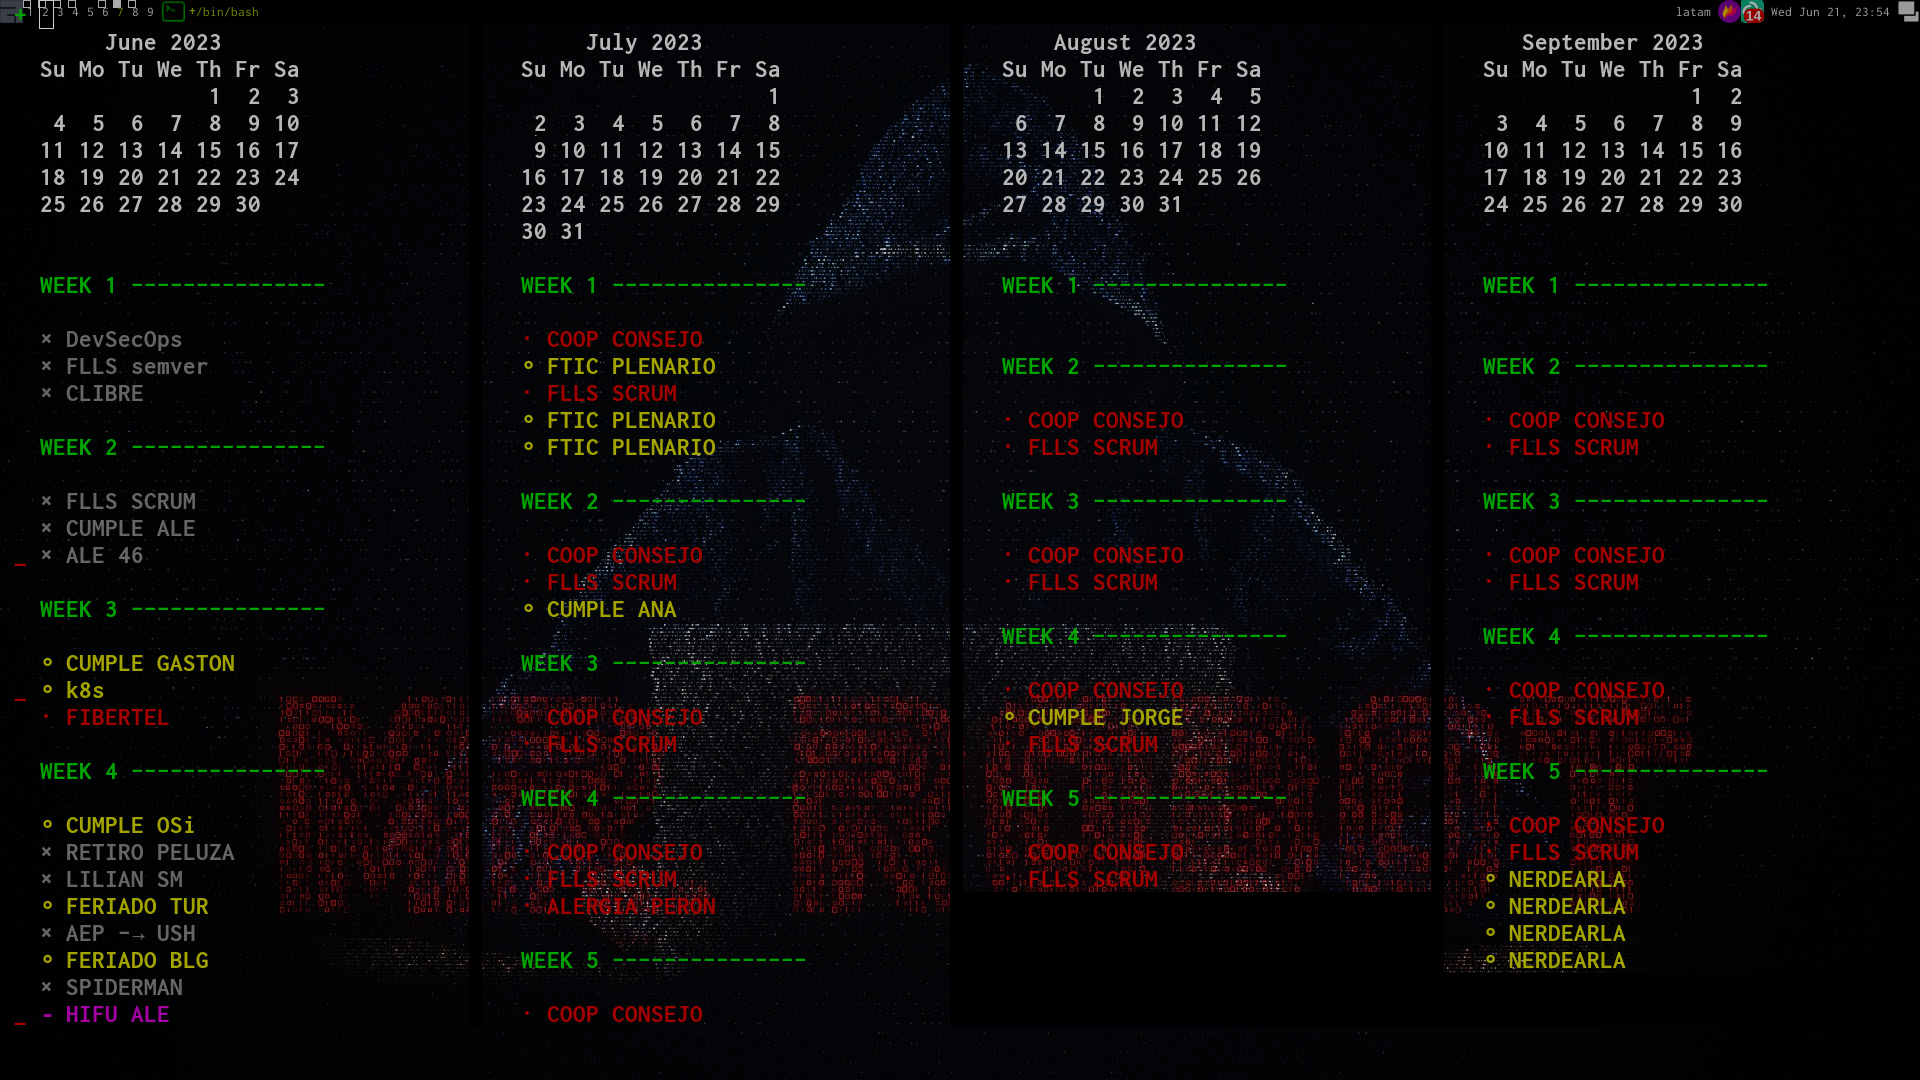 1 2 3 4 5 6 7 8 9 +/bin/bash latam 14 Wed Jun 21, 23:54
June 2023
Su Mo Tu We Th Fr Sa
1 2 3
4 5 6 7 8 9 10
11 12 13 14 15 16 17
18 19 20 21 22 23 24
25 26 27 28 29 30
WEEK 1 ---------------
× DevSecOps
× FLLS semver
× CLIBRE
WEEK 2 ---------------
× FLLS SCRUM
× CUMPLE ALE
× ALE 46
WEEK 3 ---------------
° CUMPLE GASTON
° k8s
· FIBERTEL
WEEK 4 ---------------
° CUMPLE OSi
× RETIRO PELUZA
× LILIAN SM
° FERIADO TUR
× AEP -→ USH
° FERIADO BLG
× SPIDERMAN
- HIFU ALE
July 2023
Su Mo Tu We Th Fr Sa
1
2 3 4 5 6 7 8
9 10 11 12 13 14 15
16 17 18 19 20 21 22
23 24 25 26 27 28 29
30 31
WEEK 1 ---------------
· COOP CONSEJO
° FTIC PLENARIO
· FLLS SCRUM
° FTIC PLENARIO
° FTIC PLENARIO
WEEK 2 ---------------
· COOP CONSEJO
· FLLS SCRUM
° CUMPLE ANA
WEEK 3 ---------------
· COOP CONSEJO
· FLLS SCRUM
WEEK 4 ---------------
· COOP CONSEJO
· FLLS SCRUM
· ALERGIA PERON
WEEK 5 ---------------
· COOP CONSEJO
August 2023
Su Mo Tu We Th Fr Sa
1 2 3 4 5
6 7 8 9 10 11 12
13 14 15 16 17 18 19
20 21 22 23 24 25 26
27 28 29 30 31
WEEK 1 ---------------
WEEK 2 ---------------
· COOP CONSEJO
· FLLS SCRUM
WEEK 3 ---------------
· COOP CONSEJO
· FLLS SCRUM
WEEK 4 ---------------
· COOP CONSEJO
° CUMPLE JORGE
· FLLS SCRUM
WEEK 5 ---------------
· COOP CONSEJO
· FLLS SCRUM
September 2023
Su Mo Tu We Th Fr Sa
1 2
3 4 5 6 7 8 9
10 11 12 13 14 15 16
17 18 19 20 21 22 23
24 25 26 27 28 29 30
WEEK 1 ---------------
WEEK 2 ---------------
· COOP CONSEJO
· FLLS SCRUM
WEEK 3 ---------------
· COOP CONSEJO
· FLLS SCRUM
WEEK 4 ---------------
· COOP CONSEJO
· FLLS SCRUM
WEEK 5 ---------------
· COOP CONSEJO
· FLLS SCRUM
° NERDEARLA
° NERDEARLA
° NERDEARLA
° NERDEARLA